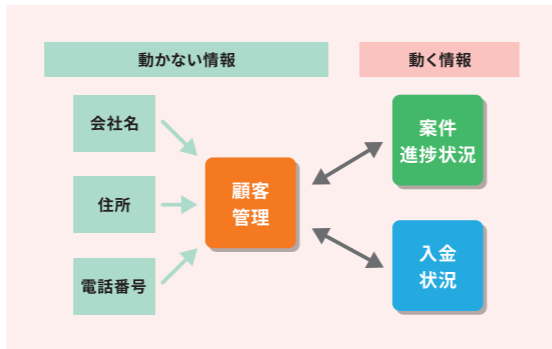 動かない情報
動く情報
会社名
住所
電話番号
顧客
管理
案件
進捗状況
入金
状況